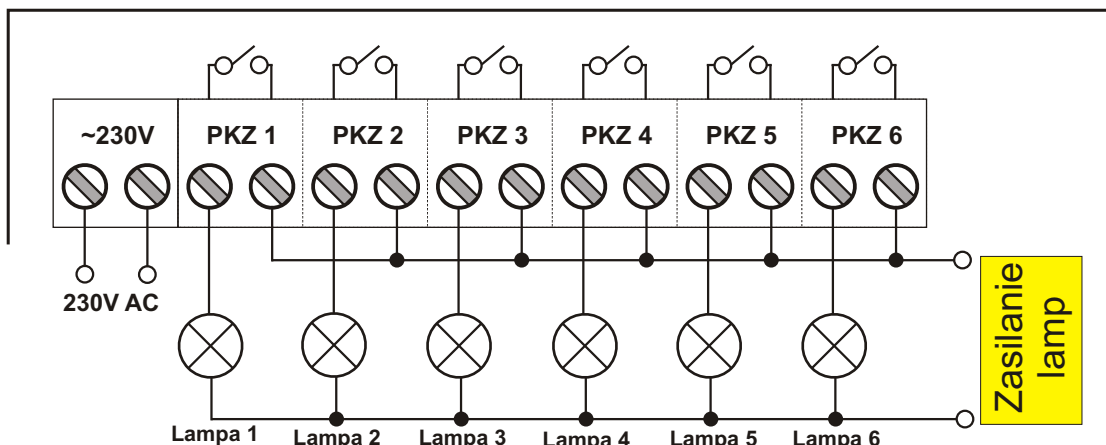 ~230V PKZ 1 PKZ 2 PKZ 3 PKZ 4 PKZ 5 PKZ 6
230V AC
Zasilanie
lamp
Lampa 1 Lampa 2 Lampa 3 Lampa 4 Lampa 5 Lampa 6